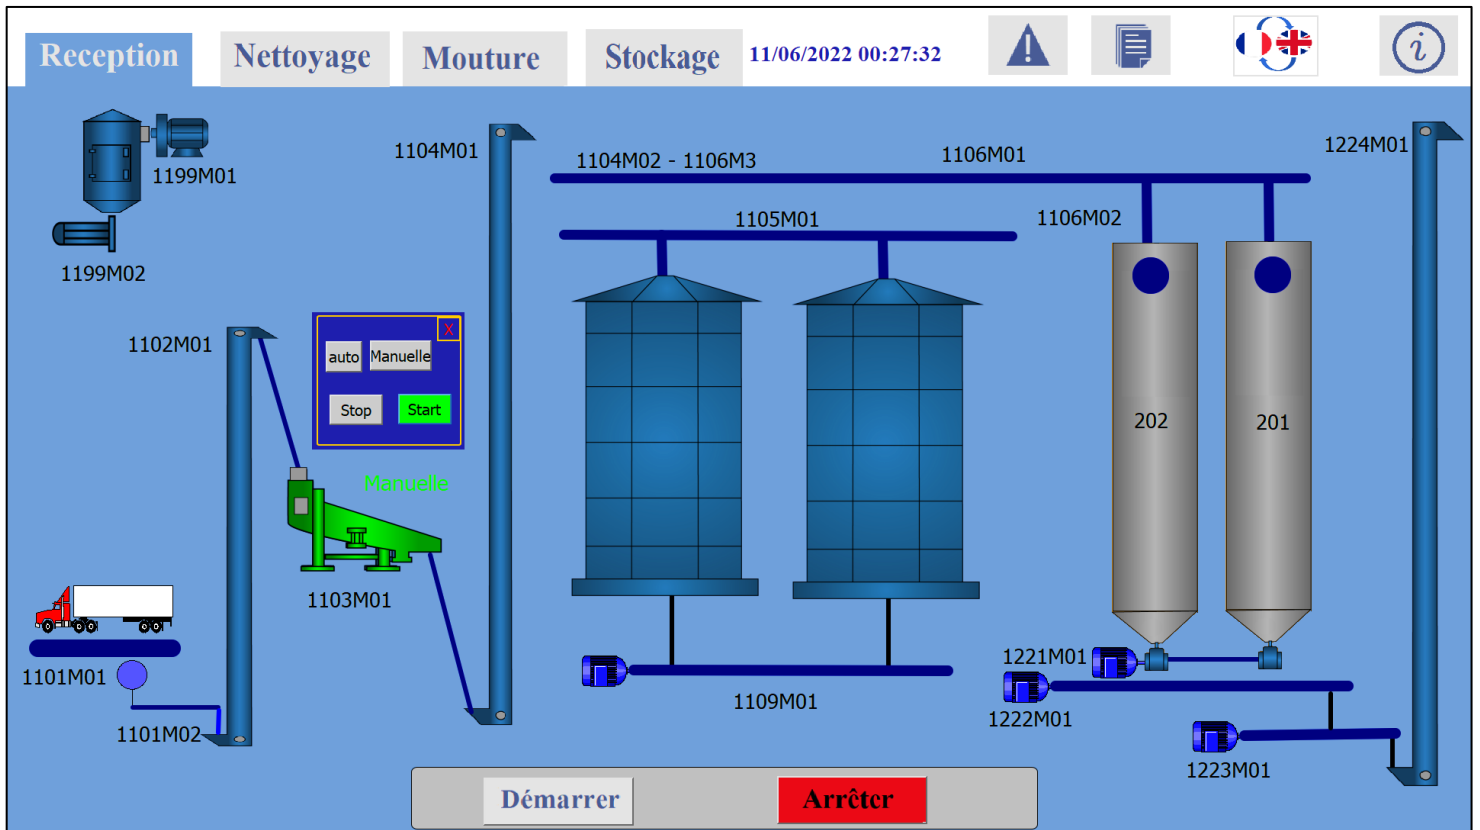 Reception
Nettoyage
Mouture
Stockage
11/06/2022 00:27:32
i
1199M01
1199M02
1104M01
1104M02 - 1106M3
1106M01
1224M01
1105M01
1106M02
1102M01
X
auto
Manuelle
Stop
Start
Manuelle
202
201
1103M01
1101M01
1101M02
1109M01
1221M01
1222M01
1223M01
Démarrer
Arrêter